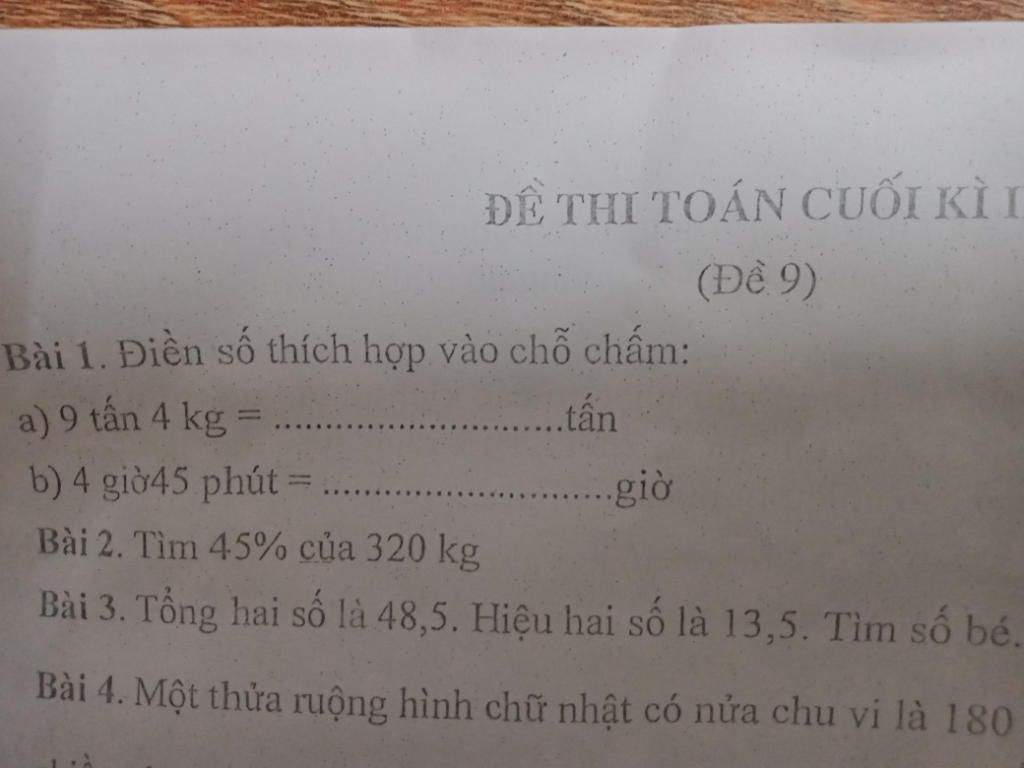 ĐỀ THI TOÁN CUỐI KÌ I
(Đề 9)
Bài 1. Điền số thích hợp vào chỗ chấm:
a) 9 tấn 4 kg = ............................tấn
b) 4 giờ45 phút = ............................giờ
Bài 2. Tìm 45% của 320 kg
Bài 3. Tổng hai số là 48,5. Hiệu hai số là 13,5. Tìm số bé.
Bài 4. Một thửa ruộng hình chữ nhật có nửa chu vi là 180